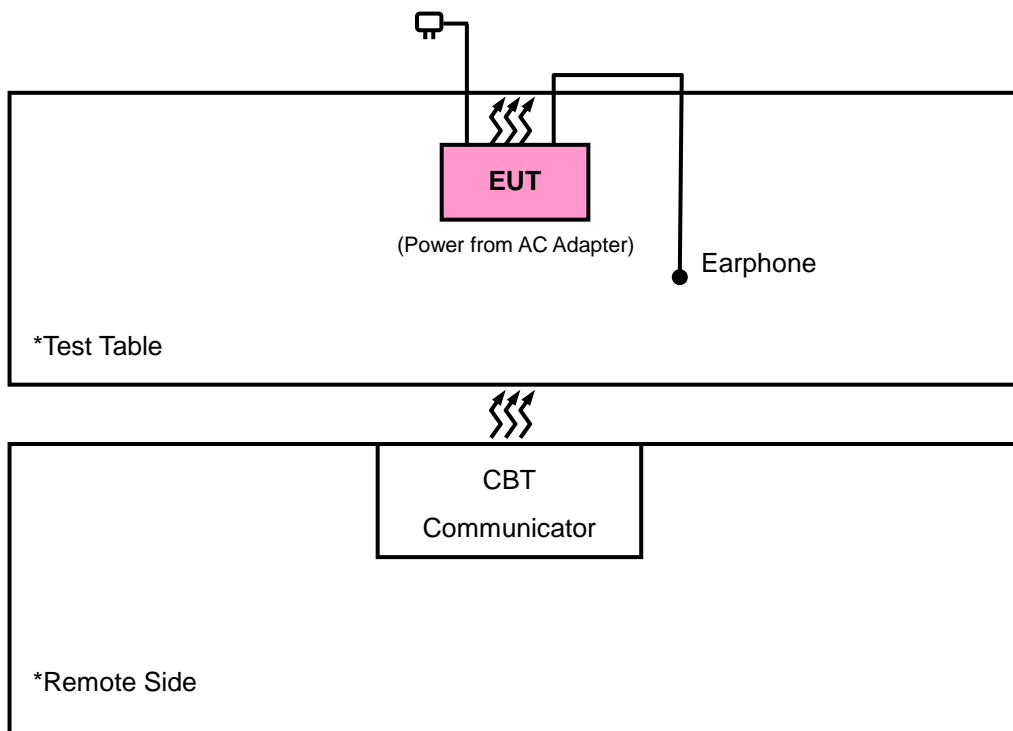 EUT
(Power from AC Adapter)
Earphone
*Test Table
CBT
Communicator
*Remote Side